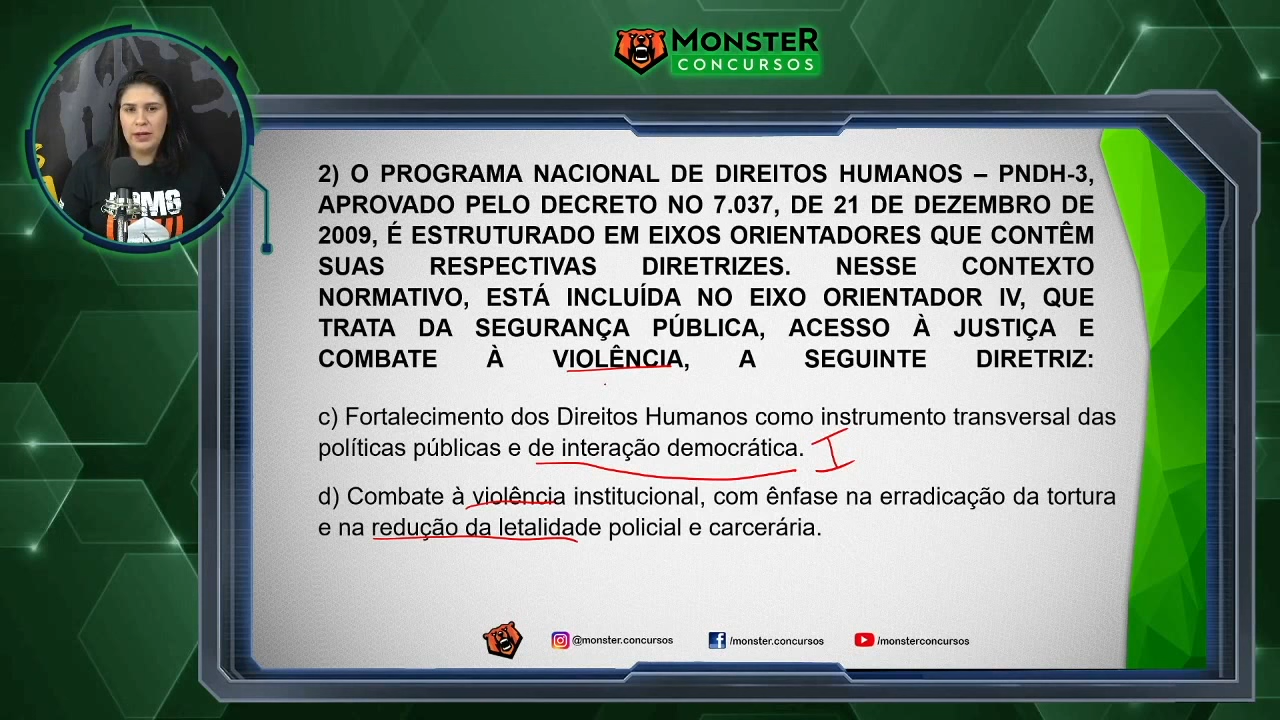 MONSTER
CONCURSOS
2) O PROGRAMA NACIONAL DE DIREITOS HUMANOS – PNDH-3,
APROVADO PELO DECRETO NO 7.037, DE 21 DE DEZEMBRO DE
2009, É ESTRUTURADO EM EIXOS ORIENTADORES QUE CONTÊM
SUAS RESPECTIVAS DIRETRIZES. NESSE CONTEXTO
NORMATIVO, ESTÁ INCLUÍDA NO EIXO ORIENTADOR IV, QUE
TRATA DA SEGURANÇA PÚBLICA, ACESSO À JUSTIÇA E
COMBATE À VIOLÊNCIA, A SEGUINTE DIRETRIZ:
c) Fortalecimento dos Direitos Humanos como instrumento transversal das
políticas públicas e de interação democrática. I
d) Combate à violência institucional, com ênfase na erradicação da tortura
e na redução da letalidade policial e carcerária.
@monster.concursos /monster.concursos /monsterconcursos